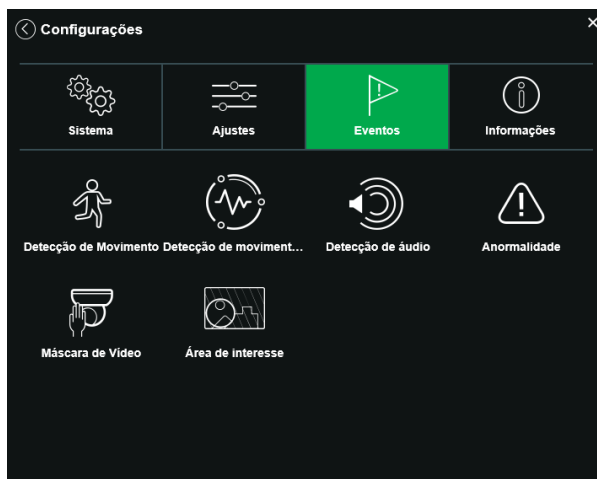 Configurações
Sistema Ajustes Eventos Informações
Detecção de Movimento Detecção de moviment... Detecção de áudio Anormalidade
Máscara de Vídeo Área de interesse